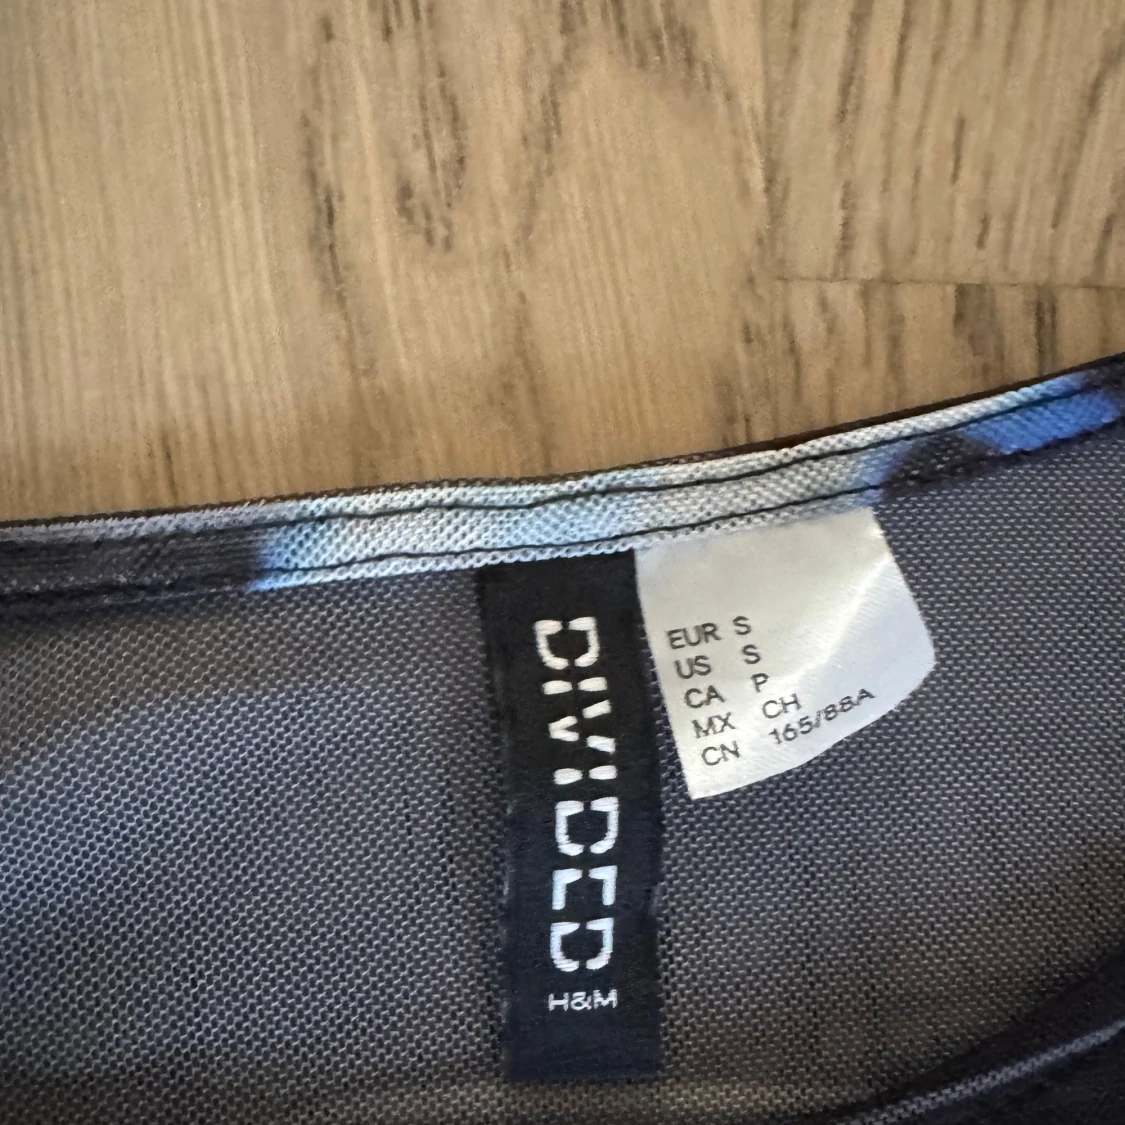 DIVIDED
H&M
EUR S
US S
CA P
MX CH
CN 165/88A